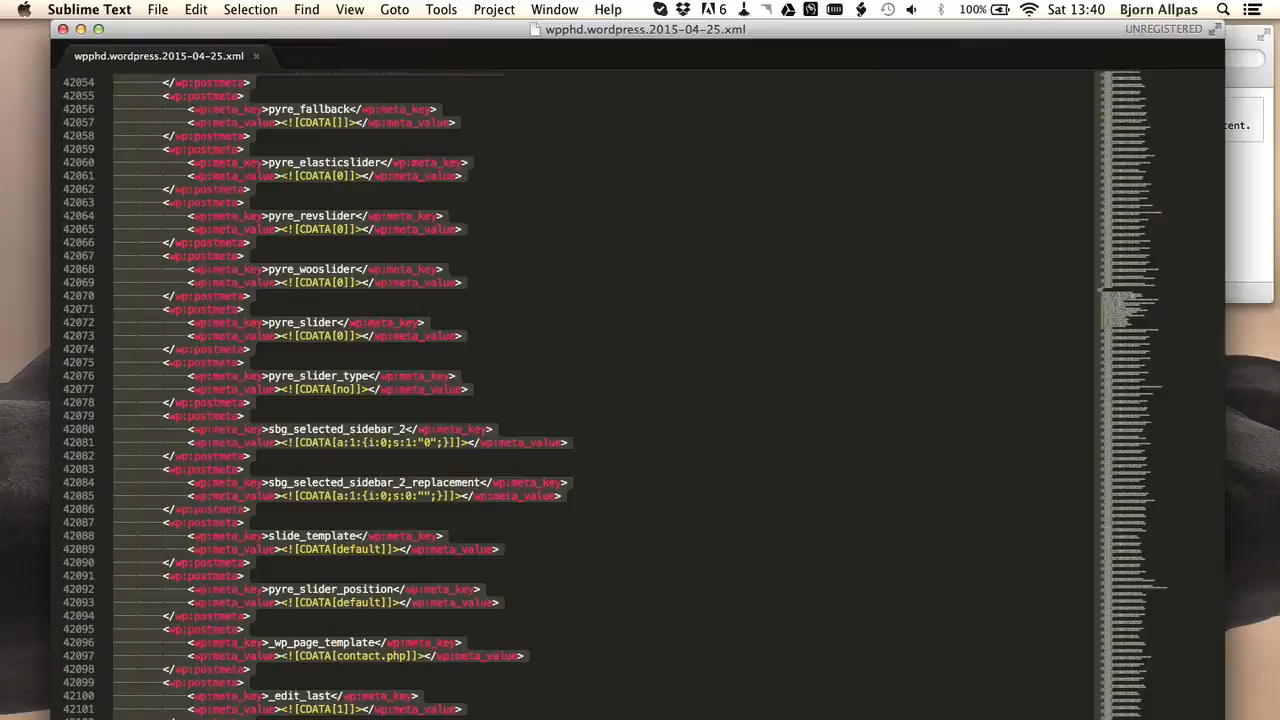 Sublime Text File Edit Selection Find View Goto Tools Project Window Help 6 100% Sat 13:40 Bjorn Allpas
wpphd.wordpress.2015-04-25.xml UNREGISTERED
wpphd.wordpress.2015-04-25.xml ×
42054 </wp:postmeta>
42055 <wp:postmeta>
42056 <wp:meta_key>pyre_fallback</wp:meta_key>
42057 <wp:meta_value><![CDATA[]]></wp:meta_value>
42058 </wp:postmeta>
42059 <wp:postmeta>
42060 <wp:meta_key>pyre_elasticslider</wp:meta_key>
42061 <wp:meta_value><![CDATA[0]]></wp:meta_value>
42062 </wp:postmeta>
42063 <wp:postmeta>
42064 <wp:meta_key>pyre_revslider</wp:meta_key>
42065 <wp:meta_value><![CDATA[0]]></wp:meta_value>
42066 </wp:postmeta>
42067 <wp:postmeta>
42068 <wp:meta_key>pyre_wooslider</wp:meta_key>
42069 <wp:meta_value><![CDATA[0]]></wp:meta_value>
42070 </wp:postmeta>
42071 <wp:postmeta>
42072 <wp:meta_key>pyre_slider</wp:meta_key>
42073 <wp:meta_value><![CDATA[0]]></wp:meta_value>
42074 </wp:postmeta>
42075 <wp:postmeta>
42076 <wp:meta_key>pyre_slider_type</wp:meta_key>
42077 <wp:meta_value><![CDATA[no]]></wp:meta_value>
42078 </wp:postmeta>
42079 <wp:postmeta>
42080 <wp:meta_key>sbg_selected_sidebar_2</wp:meta_key>
42081 <wp:meta_value><![CDATA[a:1:{i:0;s:1:"0";}]]></wp:meta_value>
42082 </wp:postmeta>
42083 <wp:postmeta>
42084 <wp:meta_key>sbg_selected_sidebar_2_replacement</wp:meta_key>
42085 <wp:meta_value><![CDATA[a:1:{i:0;s:0:"";}]]></wp:meta_value>
42086 </wp:postmeta>
42087 <wp:postmeta>
42088 <wp:meta_key>slide_template</wp:meta_key>
42089 <wp:meta_value><![CDATA[default]]></wp:meta_value>
42090 </wp:postmeta>
42091 <wp:postmeta>
42092 <wp:meta_key>pyre_slider_position</wp:meta_key>
42093 <wp:meta_value><![CDATA[default]]></wp:meta_value>
42094 </wp:postmeta>
42095 <wp:postmeta>
42096 <wp:meta_key>_wp_page_template</wp:meta_key>
42097 <wp:meta_value><![CDATA[contact.php]]></wp:meta_value>
42098 </wp:postmeta>
42099 <wp:postmeta>
42100 <wp:meta_key>_edit_last</wp:meta_key>
42101 <wp:meta_value><![CDATA[1]]></wp:meta_value>